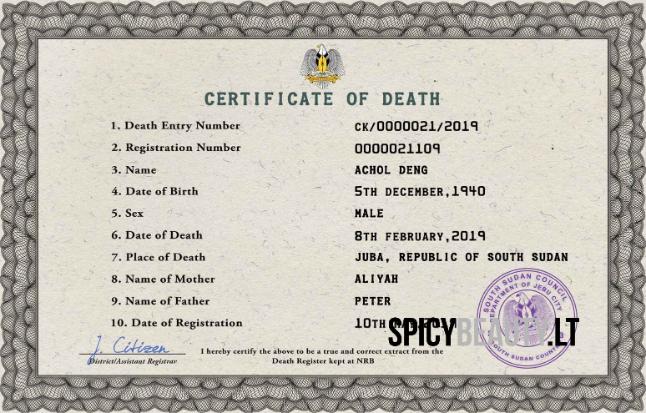 CERTIFICATE OF DEATH
1. Death Entry Number CK/0000021/2019
2. Registration Number 0000021109
3. Name ACHOL DENG
4. Date of Birth 5TH DECEMBER,1940
5. Sex MALE
6. Date of Death 8TH FEBRUARY,2019
7. Place of Death JUBA, REPUBLIC OF SOUTH SUDAN
8. Name of Mother ALIYAH
9. Name of Father PETER
10. Date of Registration 10TH
SOUTH SUDAN COUNCIL
DEPARTMENT OF JEBU CITY
SOUTH SUDAN COUNCIL
SPICYBEAUTY.LT
J. Citizen
District/Assistant Registrar
I hereby certify the above to be a true and correct extract from the
Death Register kept at NRB